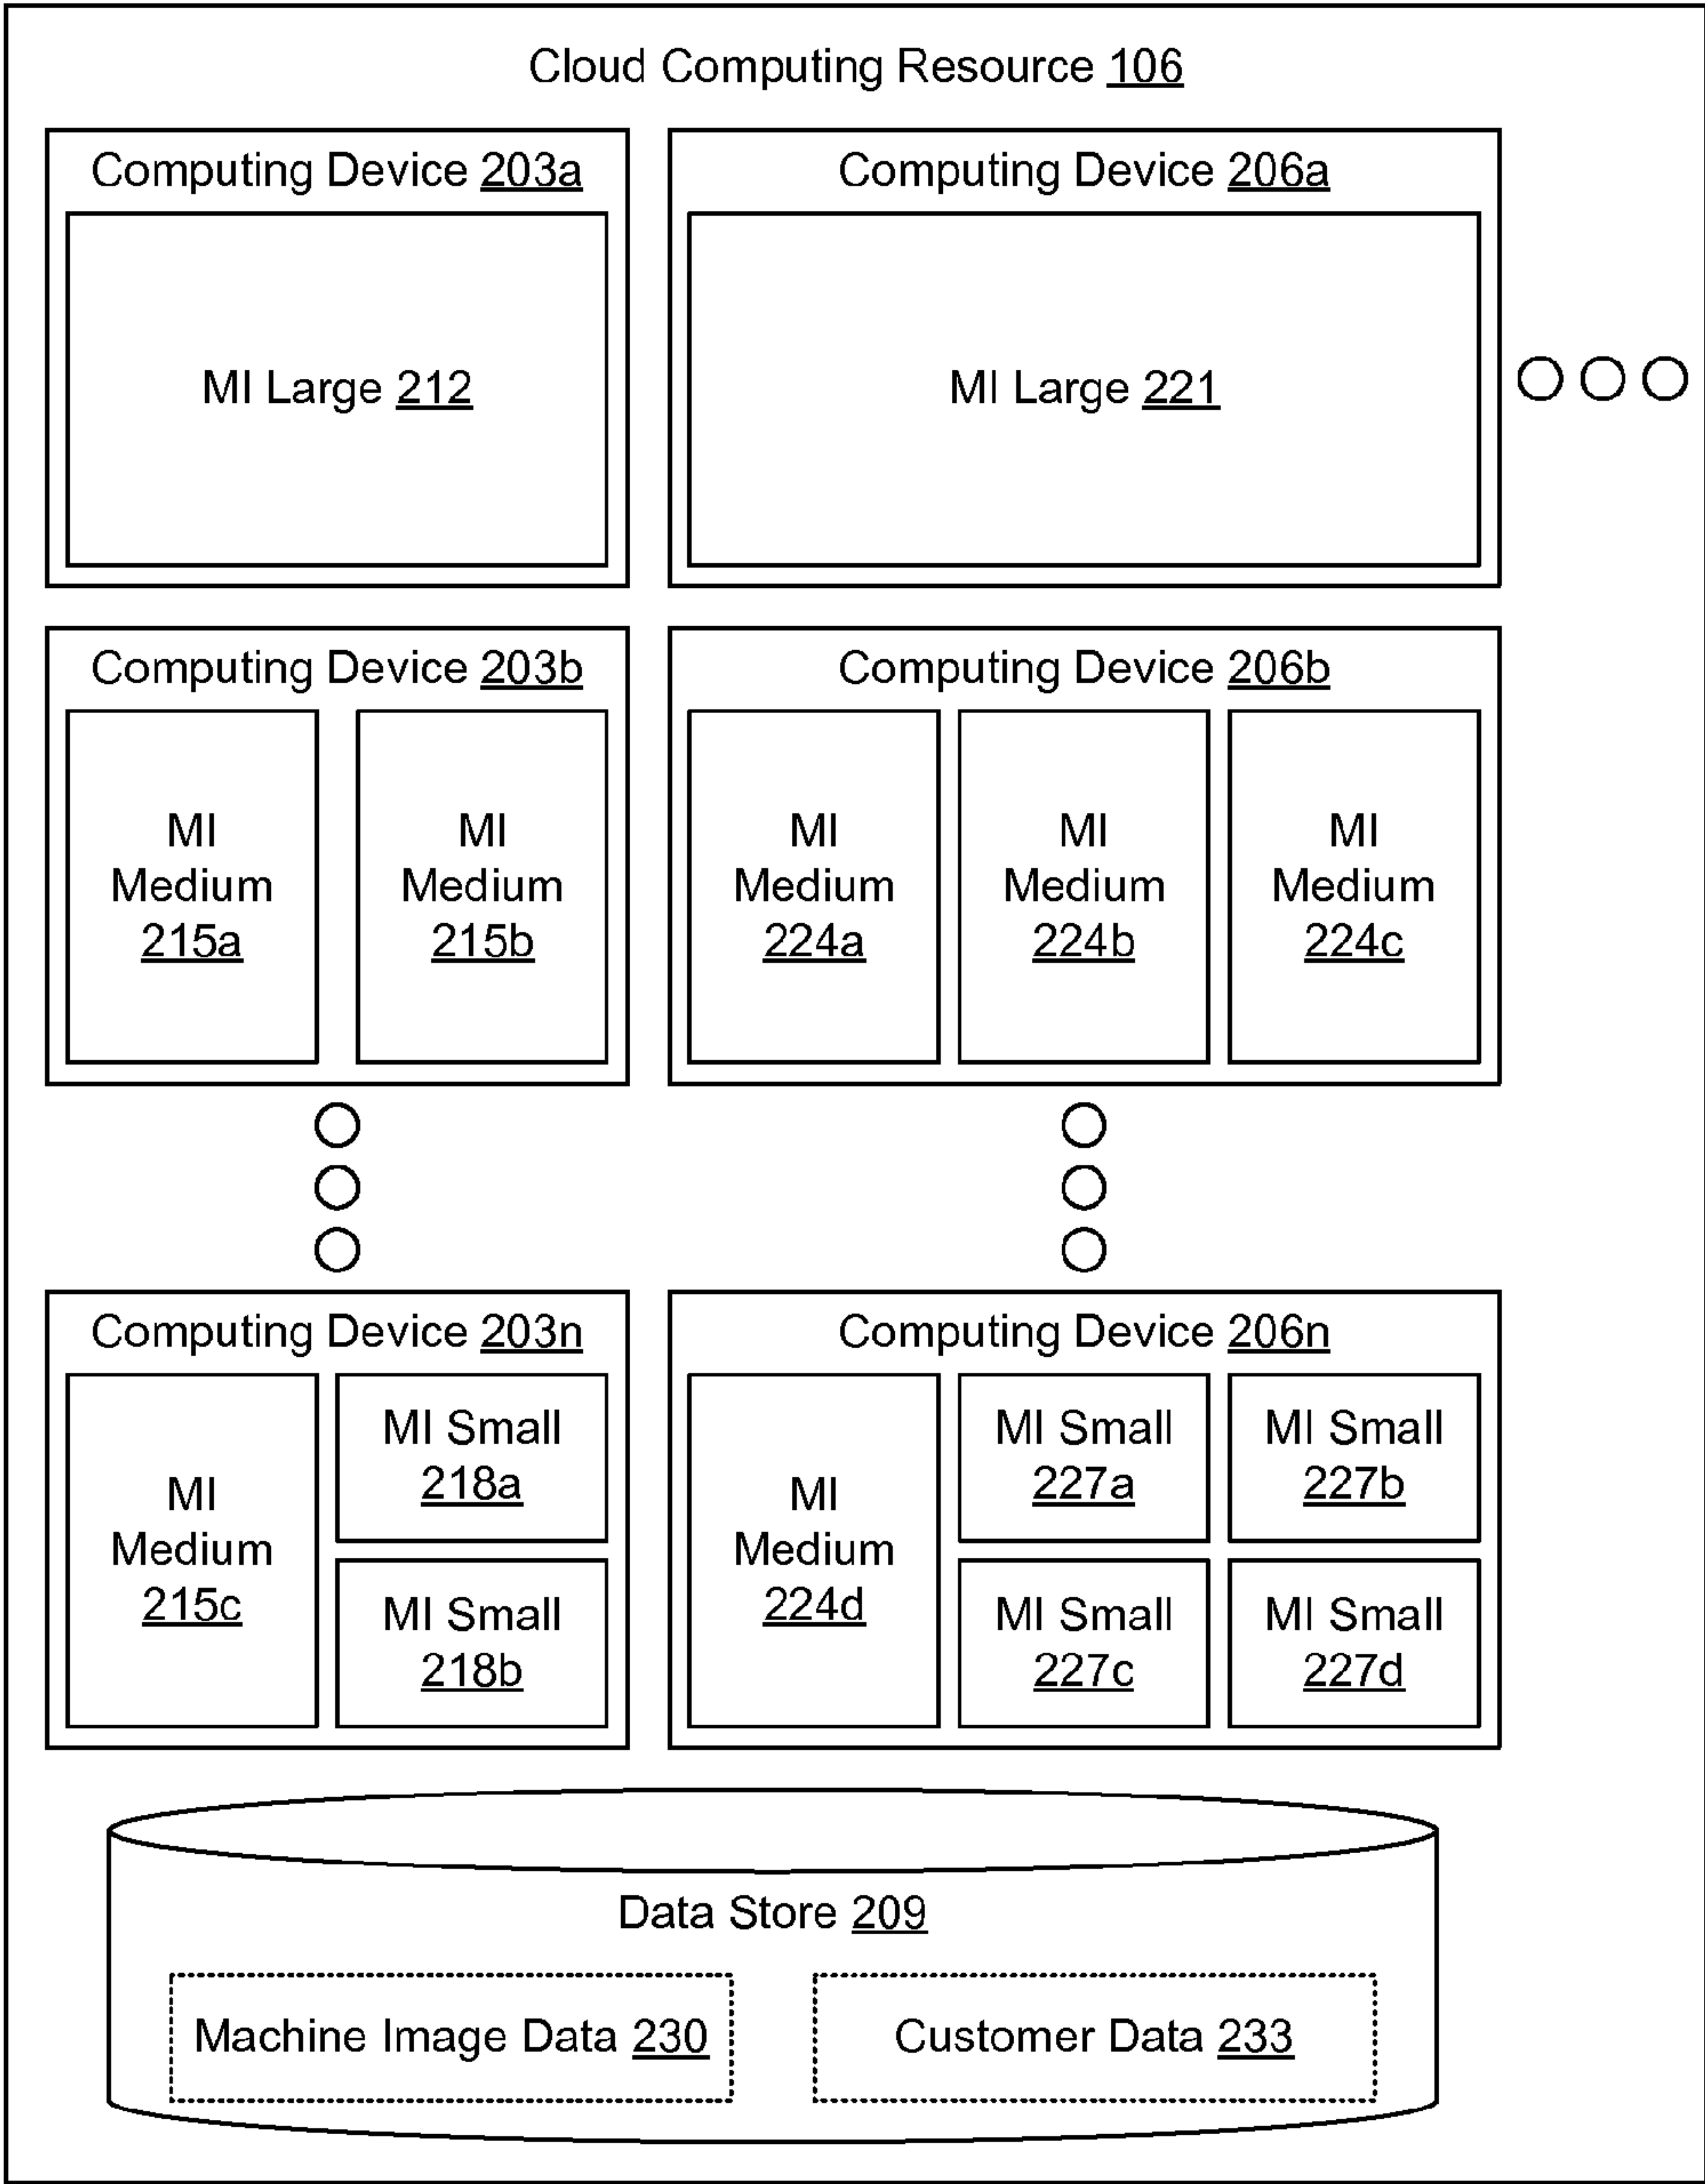 Cloud Computing Resource 106
Computing Device 203a
MI Large 212
Computing Device 206a
MI Large 221
Computing Device 203b
MI
Medium
215a
MI
Medium
215b
Computing Device 206b
MI
Medium
224a
MI
Medium
224b
MI
Medium
224c
Computing Device 203n
MI
Medium
215c
MI Small
218a
MI Small
218b
Computing Device 206n
MI
Medium
224d
MI Small
227a
MI Small
227b
MI Small
227c
MI Small
227d
Data Store 209
Machine Image Data 230
Customer Data 233